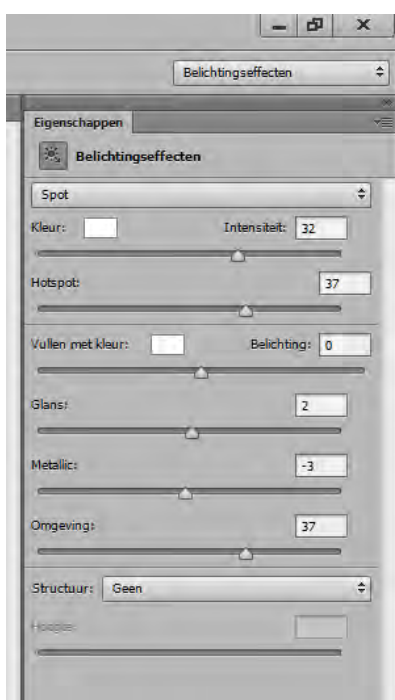 Belichtingseffecten
Eigenschappen
Belichtingseffecten
Spot
Kleur: Intensiteit: 32
Hotspot:
37
Vullen met kleur: Belichting: 0
Glans:
2
Metallic:
-3
Omgeving:
37
Structuur: Geen
Hoogte: